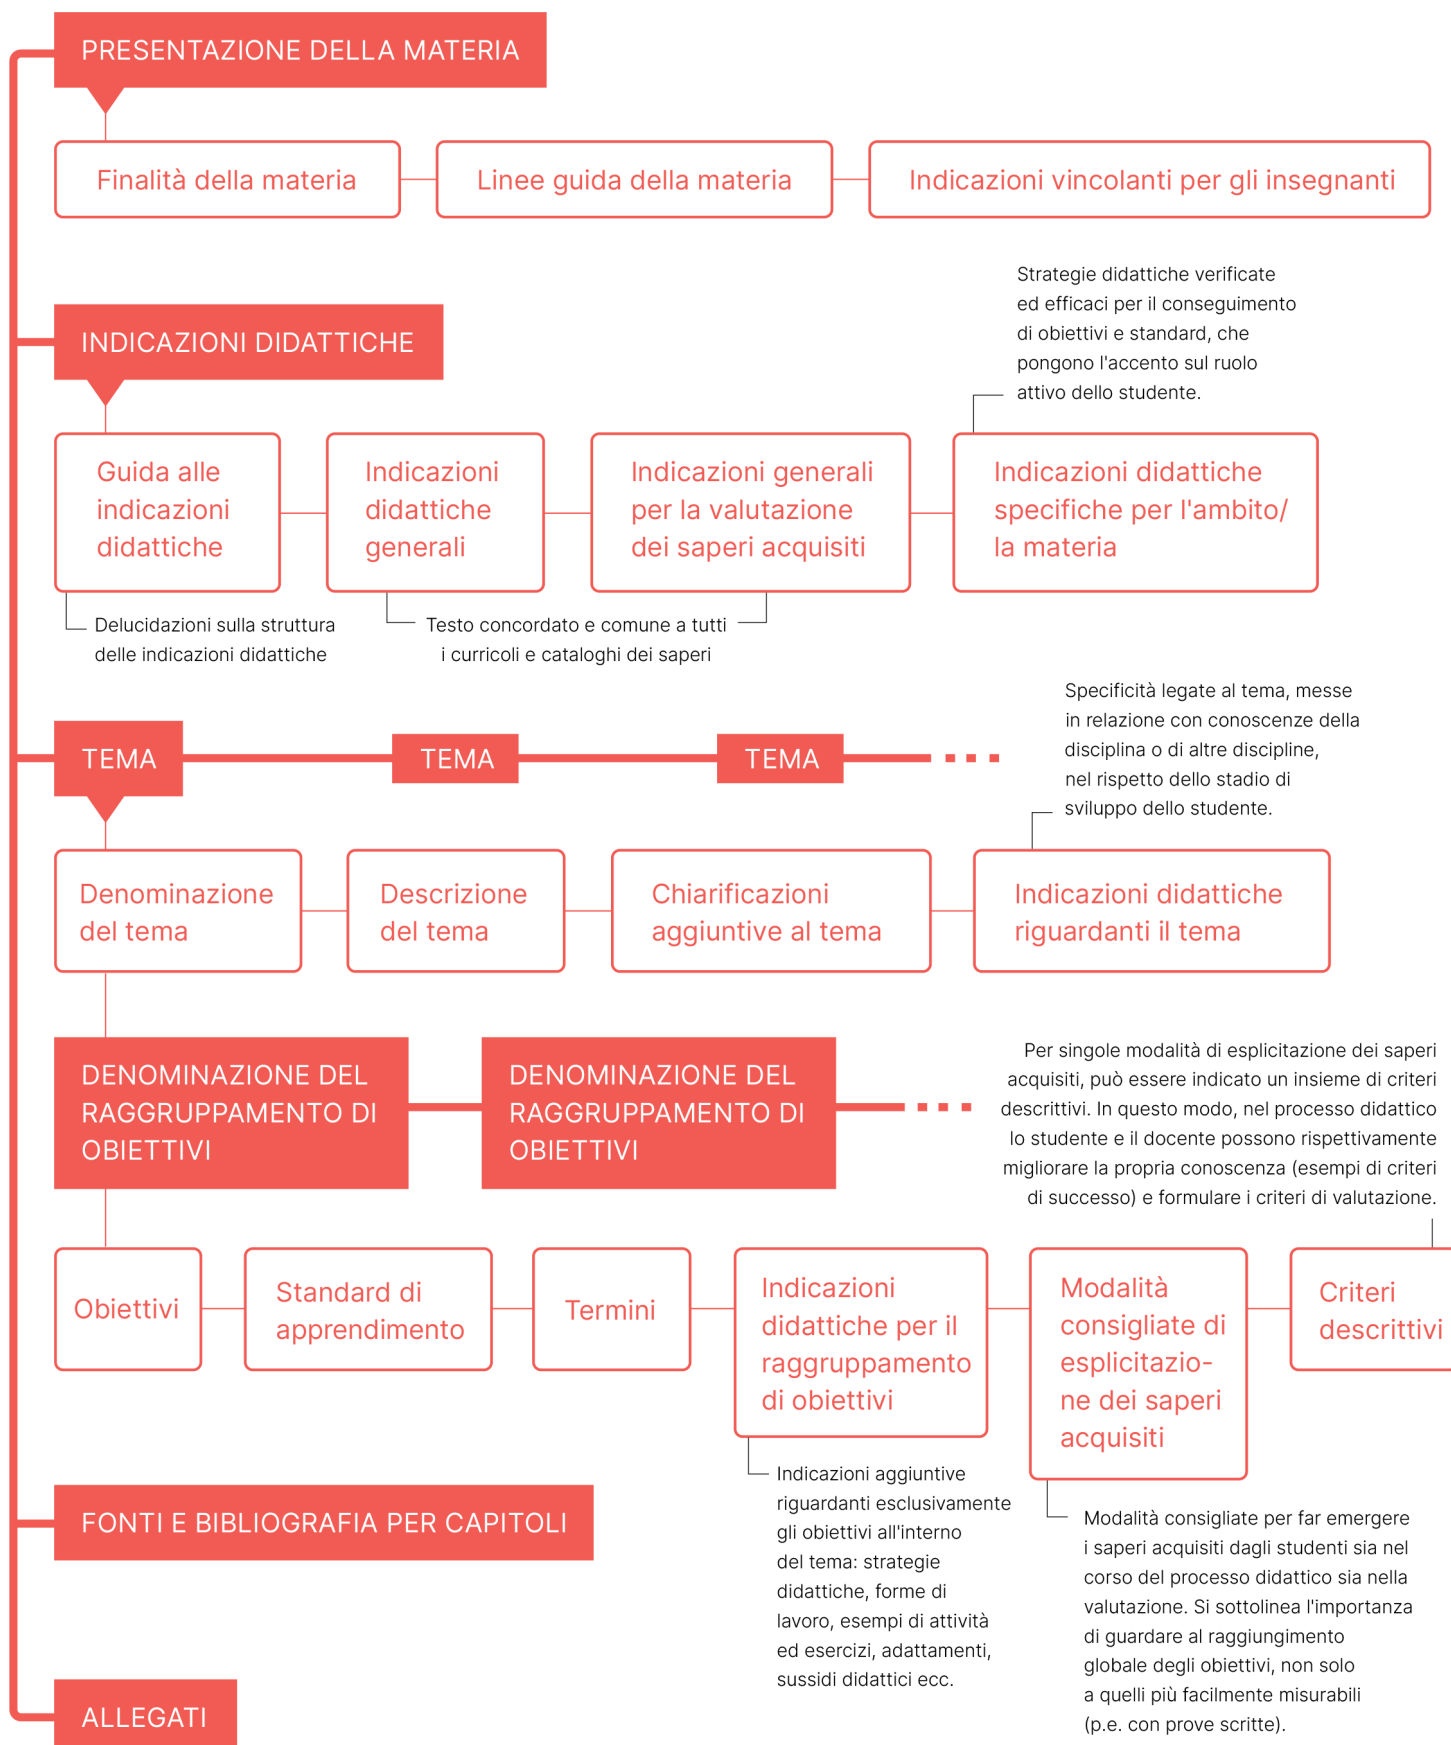 PRESENTAZIONE DELLA MATERIA
Finalità della materia
Linee guida della materia
Indicazioni vincolanti per gli insegnanti
Strategie didattiche verificate
ed efficaci per il conseguimento
di obiettivi e standard, che
pongono l'accento sul ruolo
attivo dello studente.
INDICAZIONI DIDATTICHE
Guida alle
indicazioni
didattiche
Indicazioni
didattiche
generali
Indicazioni generali
per la valutazione
dei saperi acquisiti
Indicazioni didattiche
specifiche per l'ambito/
la materia
Delucidazioni sulla struttura
delle indicazioni didattiche
Testo concordato e comune a tutti
i curricoli e cataloghi dei saperi
Specificità legate al tema, messe
in relazione con conoscenze della
disciplina o di altre discipline,
nel rispetto dello stadio di
sviluppo dello studente.
TEMA
TEMA
TEMA
Denominazione
del tema
Descrizione
del tema
Chiarificazioni
aggiuntive al tema
Indicazioni didattiche
riguardanti il tema
DENOMINAZIONE DEL
RAGGRUPPAMENTO DI
OBIETTIVI
DENOMINAZIONE DEL
RAGGRUPPAMENTO DI
OBIETTIVI
Per singole modalità di esplicitazione dei saperi
acquisiti, può essere indicato un insieme di criteri
descrittivi. In questo modo, nel processo didattico
lo studente e il docente possono rispettivamente
migliorare la propria conoscenza (esempi di criteri
di successo) e formulare i criteri di valutazione.
Obiettivi
Standard di
apprendimento
Termini
Indicazioni
didattiche per il
raggruppamento
di obiettivi
Modalità
consigliate di
esplicitazio-
ne dei saperi
acquisiti
Criteri
descrittivi
Indicazioni aggiuntive
riguardanti esclusivamente
gli obiettivi all'interno
del tema: strategie
didattiche, forme di
lavoro, esempi di attività
ed esercizi, adattamenti,
sussidi didattici ecc.
Modalità consigliate per far emergere
i saperi acquisiti dagli studenti sia nel
corso del processo didattico sia nella
valutazione. Si sottolinea l'importanza
di guardare al raggiungimento
globale degli obiettivi, non solo
a quelli più facilmente misurabili
(p.e. con prove scritte).
FONTI E BIBLIOGRAFIA PER CAPITOLI
ALLEGATI